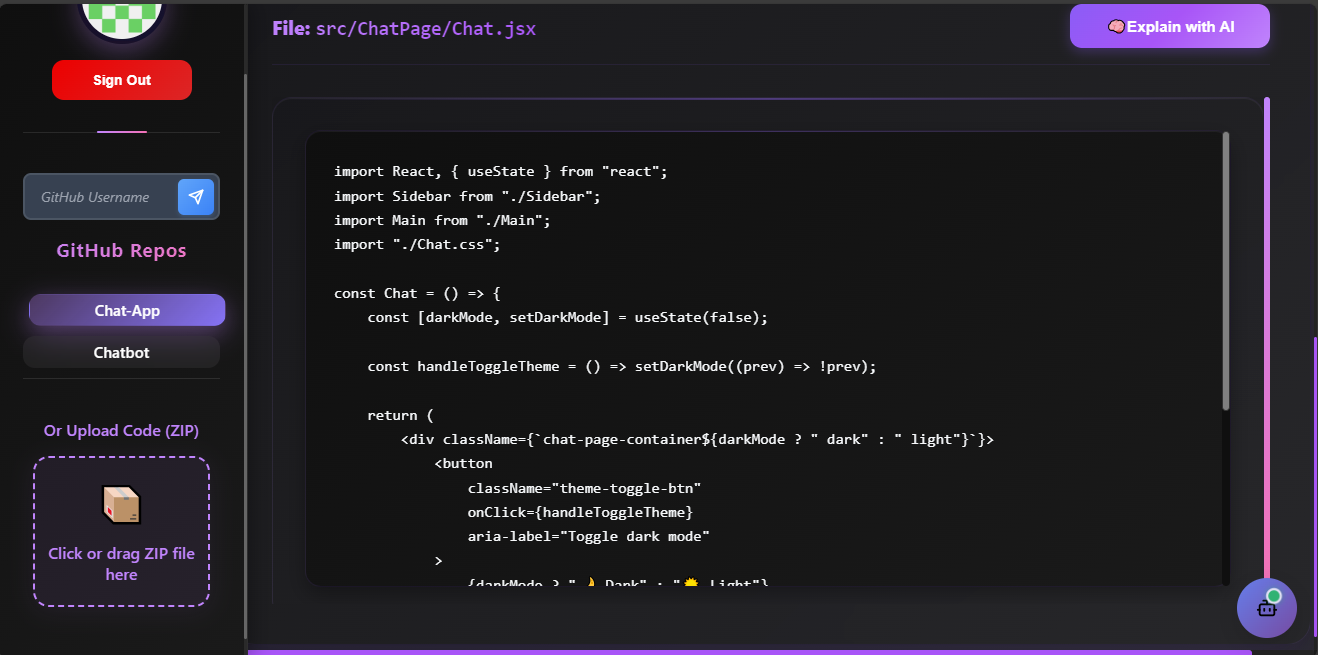 Sign Out
GitHub Username
GitHub Repos
Chat-App
Chatbot
Or Upload Code (ZIP)
Click or drag ZIP file
here
File: src/ChatPage/Chat.jsx
🧠Explain with AI
import React, { useState } from "react";
import Sidebar from "./Sidebar";
import Main from "./Main";
import "./Chat.css";
const Chat = () => {
    const [darkMode, setDarkMode] = useState(false);
    const handleToggleTheme = () => setDarkMode((prev) => !prev);
    return (
        <div className={`chat-page-container${darkMode ? " dark" : " light"}`}>
            <button
                className="theme-toggle-btn"
                onClick={handleToggleTheme}
                aria-label="Toggle dark mode"
            >
                {darkMode ? "🌙 Dark" : "🌞 Light"}